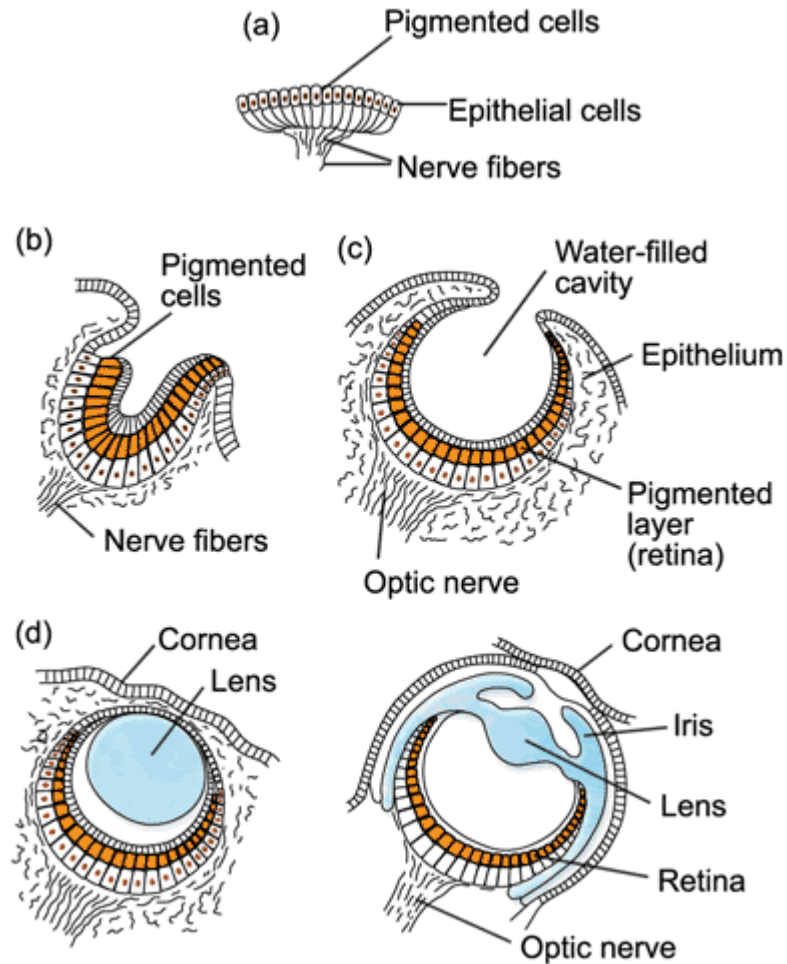 (a)
Pigmented cells
Epithelial cells
Nerve fibers
(b)
Pigmented
cells
Nerve fibers
(c)
Water-filled
cavity
Epithelium
Pigmented
layer
(retina)
Optic nerve
(d)
Cornea
Lens
Cornea
Iris
Lens
Retina
Optic nerve